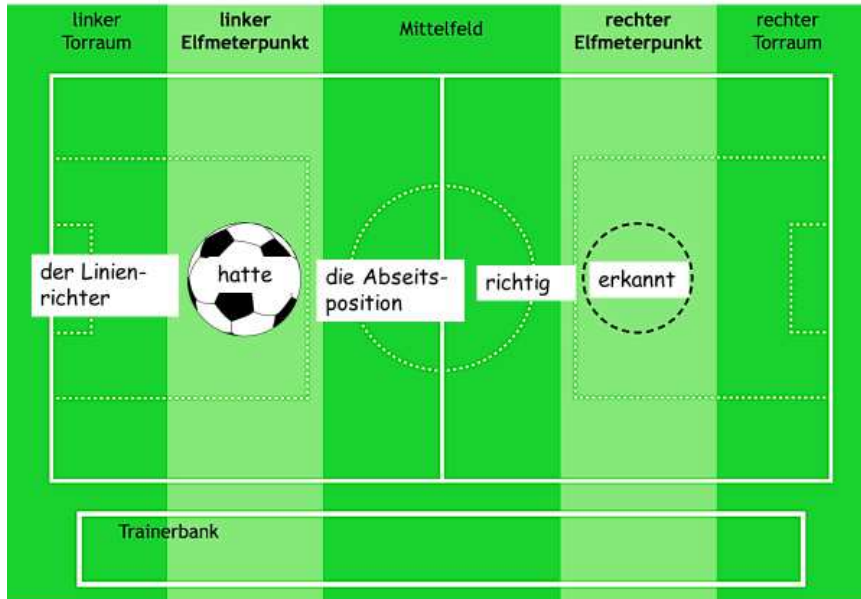 linker
Torraum
linker
Elfmeterpunkt
Mittelfeld
rechter
Elfmeterpunkt
rechter
Torraum
der Linien-
richter
hatte
die Abseits-
position
richtig
erkannt
Trainerbank